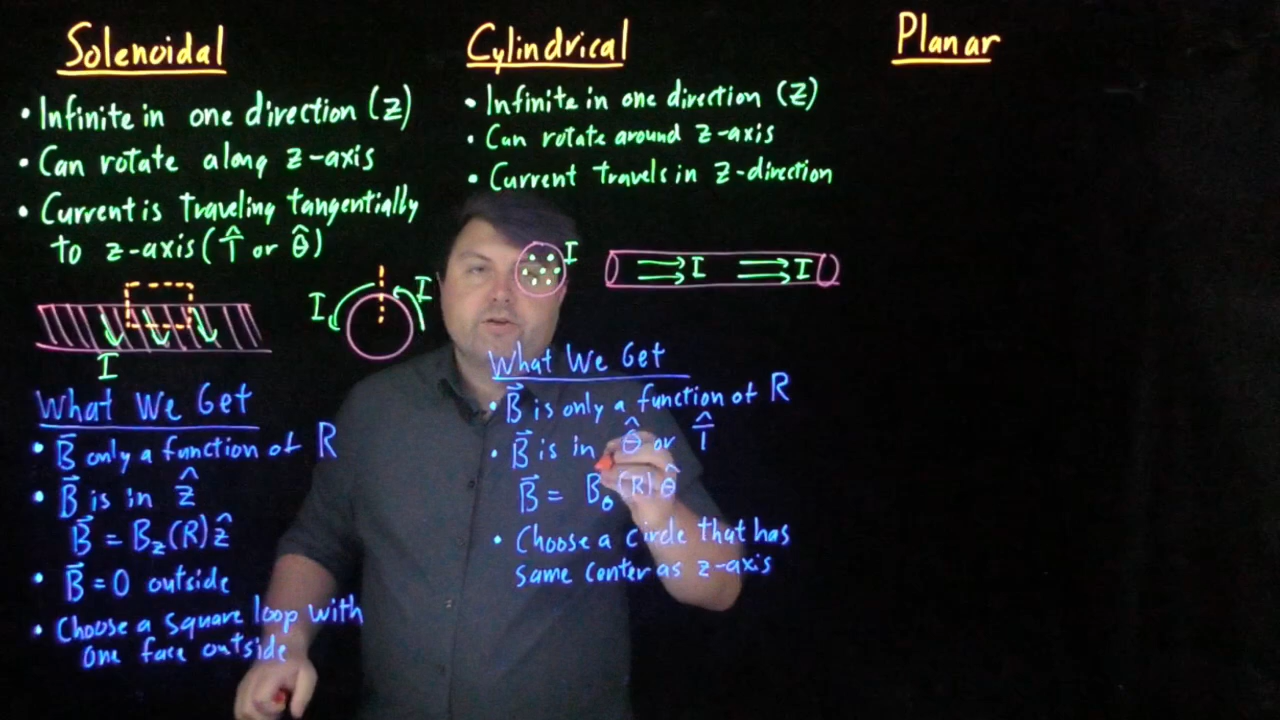 Solenoidal
• Infinite in one direction (z)
• Can rotate along z-axis
• Current is traveling tangentially
to z-axis (T̂ or θ̂)
I
I
I
What We Get
• B⃗ only a function of R
• B⃗ is in ẑ
B⃗ = B_z(R) ẑ
• B⃗ = 0 outside
• Choose a square loop with
one face outside
Cylindrical
• Infinite in one direction (z)
• Can rotate around z-axis
• Current travels in z-direction
I
I
I
What We Get
• B⃗ is only a function of R
• B⃗ is in θ̂ or T̂
B⃗ = B_θ(R) θ̂
• Choose a circle that has
same center as z-axis
Planar